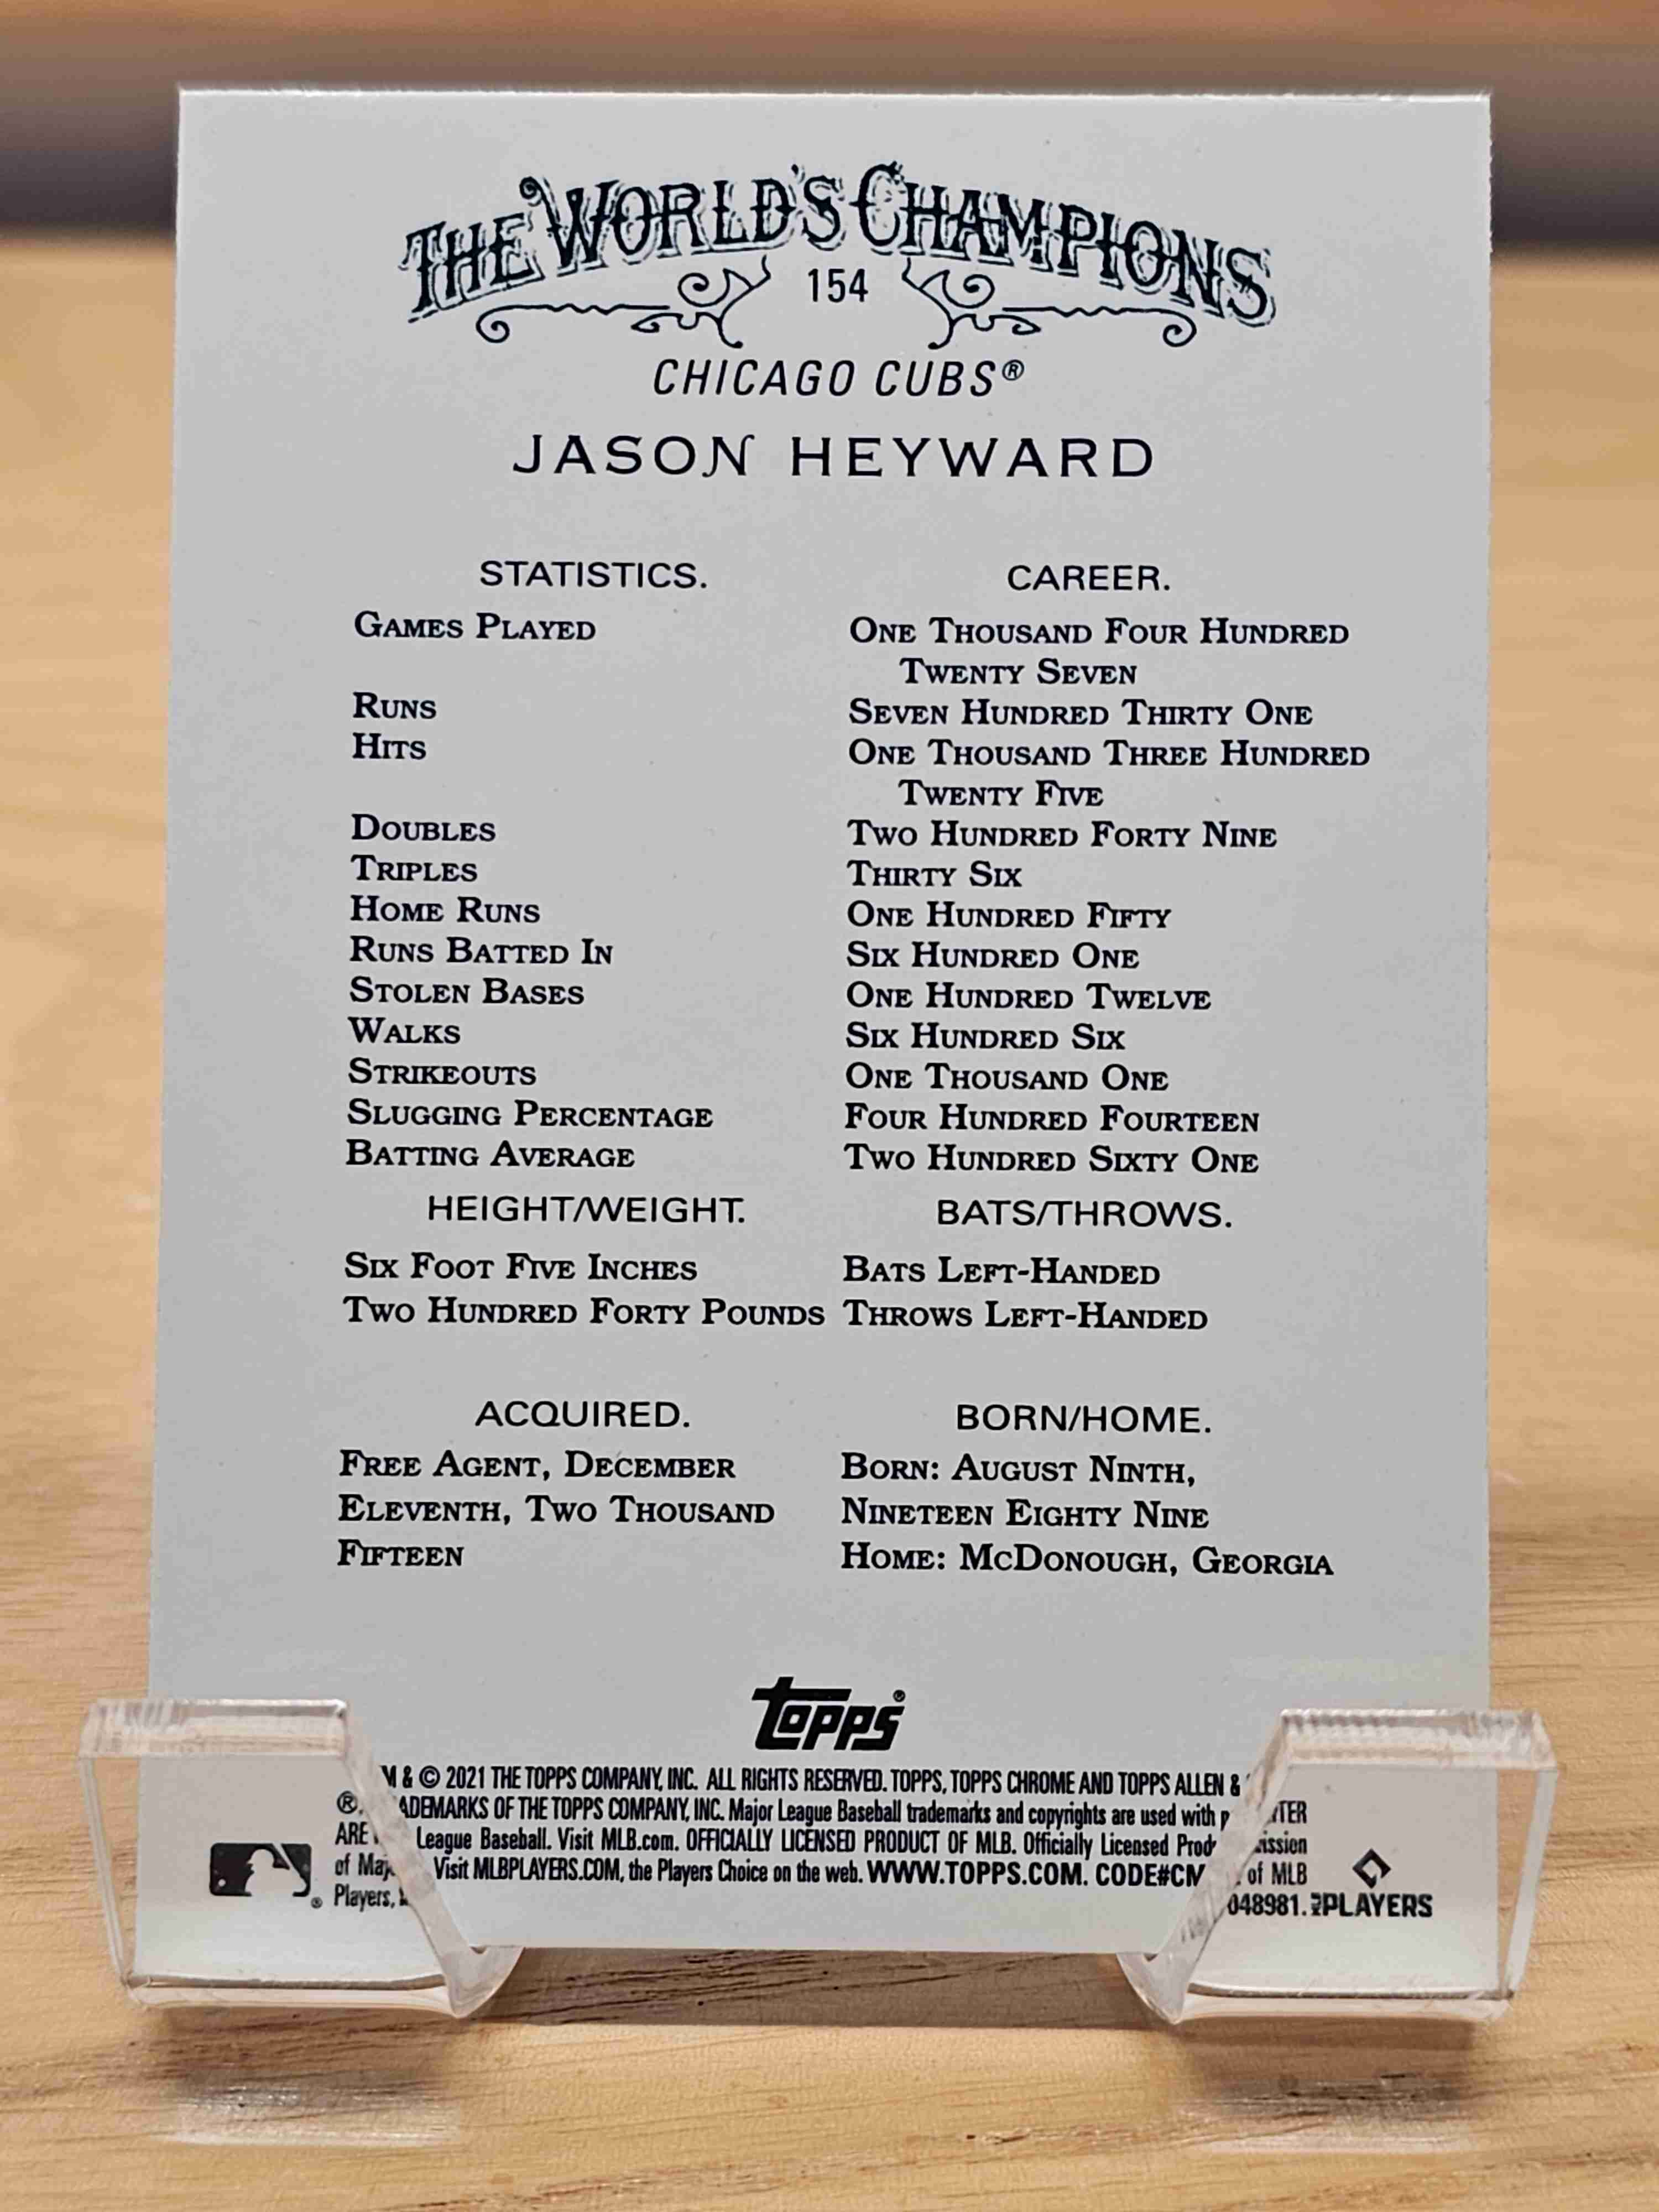 THE WORLD'S CHAMPIONS
154
CHICAGO CUBS®
JASON HEYWARD
STATISTICS. CAREER.
GAMES PLAYED ONE THOUSAND FOUR HUNDRED
TWENTY SEVEN
RUNS SEVEN HUNDRED THIRTY ONE
HITS ONE THOUSAND THREE HUNDRED
TWENTY FIVE
DOUBLES TWO HUNDRED FORTY NINE
TRIPLES THIRTY SIX
HOME RUNS ONE HUNDRED FIFTY
RUNS BATTED IN SIX HUNDRED ONE
STOLEN BASES ONE HUNDRED TWELVE
WALKS SIX HUNDRED SIX
STRIKEOUTS ONE THOUSAND ONE
SLUGGING PERCENTAGE FOUR HUNDRED FOURTEEN
BATTING AVERAGE TWO HUNDRED SIXTY ONE
HEIGHT/WEIGHT. BATS/THROWS.
SIX FOOT FIVE INCHES BATS LEFT-HANDED
TWO HUNDRED FORTY POUNDS THROWS LEFT-HANDED
ACQUIRED. BORN/HOME.
FREE AGENT, DECEMBER BORN: AUGUST NINTH,
ELEVENTH, TWO THOUSAND NINETEEN EIGHTY NINE
FIFTEEN HOME: MCDONOUGH, GEORGIA
TOPPS®
& © 2021 THE TOPPS COMPANY, INC. ALL RIGHTS RESERVED. TOPPS, TOPPS CHROME AND TOPPS ALLEN &
ARE OF THE TOPPS COMPANY, INC. Major League Baseball trademarks and copyrights are used with
of League Baseball. Visit MLB.com. OFFICIALLY LICENSED PRODUCT OF MLB. Officially Licensed of MLB
Players, Visit MLBPLAYERS.COM, the Players Choice on the web. WWW.TOPPS.COM. 048981.
PLAYERS